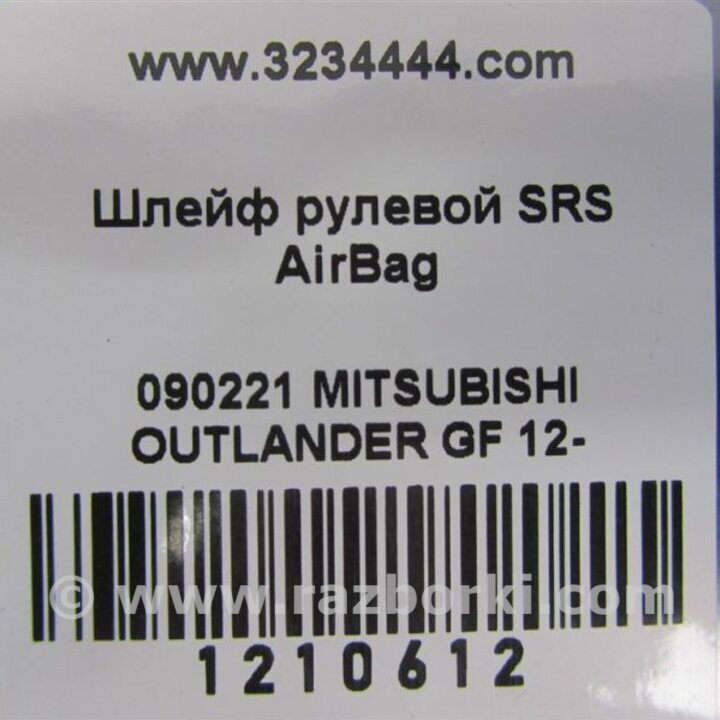 www.3234444.com
Шлейф рулевой SRS
AirBag
090221 MITSUBISHI
OUTLANDER GF 12-
© www.razborki.com
1210612